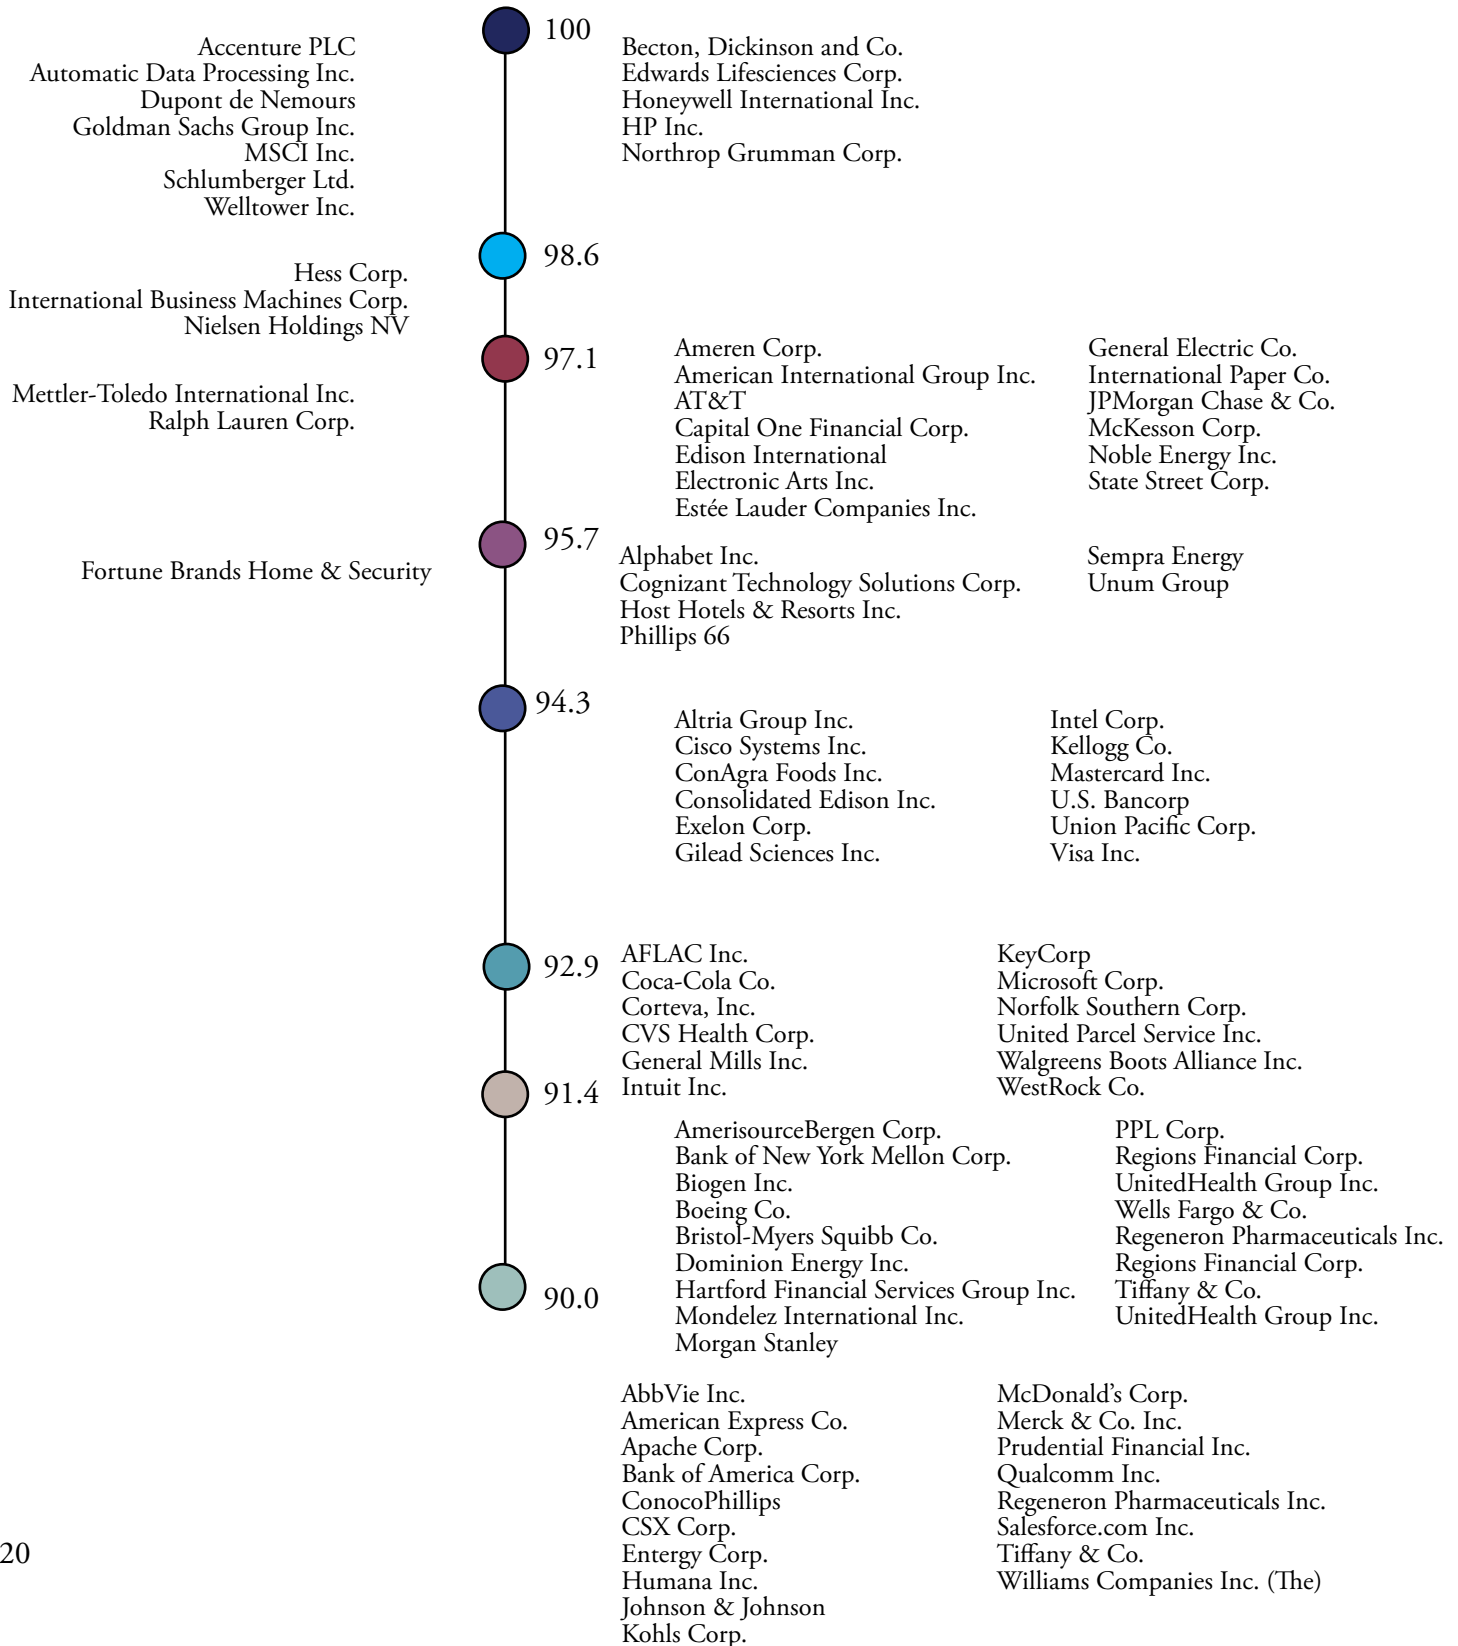 100
Accenture PLC
Automatic Data Processing Inc.
Dupont de Nemours
Goldman Sachs Group Inc.
MSCI Inc.
Schlumberger Ltd.
Welltower Inc.
Becton, Dickinson and Co.
Edwards Lifesciences Corp.
Honeywell International Inc.
HP Inc.
Northrop Grumman Corp.
98.6
Hess Corp.
International Business Machines Corp.
Nielsen Holdings NV
97.1
Mettler-Toledo International Inc.
Ralph Lauren Corp.
Ameren Corp.
American International Group Inc.
AT&T
Capital One Financial Corp.
Edison International
Electronic Arts Inc.
Estée Lauder Companies Inc.
General Electric Co.
International Paper Co.
JPMorgan Chase & Co.
McKesson Corp.
Noble Energy Inc.
State Street Corp.
95.7
Fortune Brands Home & Security
Alphabet Inc.
Cognizant Technology Solutions Corp.
Host Hotels & Resorts Inc.
Phillips 66
Sempra Energy
Unum Group
94.3
Altria Group Inc.
Cisco Systems Inc.
ConAgra Foods Inc.
Consolidated Edison Inc.
Exelon Corp.
Gilead Sciences Inc.
Intel Corp.
Kellogg Co.
Mastercard Inc.
U.S. Bancorp
Union Pacific Corp.
Visa Inc.
92.9
AFLAC Inc.
Coca-Cola Co.
Corteva, Inc.
CVS Health Corp.
General Mills Inc.
Intuit Inc.
KeyCorp
Microsoft Corp.
Norfolk Southern Corp.
United Parcel Service Inc.
Walgreens Boots Alliance Inc.
WestRock Co.
91.4
AmerisourceBergen Corp.
Bank of New York Mellon Corp.
Biogen Inc.
Boeing Co.
Bristol-Myers Squibb Co.
Dominion Energy Inc.
Hartford Financial Services Group Inc.
Mondelez International Inc.
Morgan Stanley
PPL Corp.
Regions Financial Corp.
UnitedHealth Group Inc.
Wells Fargo & Co.
Regeneron Pharmaceuticals Inc.
Regions Financial Corp.
Tiffany & Co.
UnitedHealth Group Inc.
90.0
AbbVie Inc.
American Express Co.
Apache Corp.
Bank of America Corp.
ConocoPhillips
CSX Corp.
Entergy Corp.
Humana Inc.
Johnson & Johnson
Kohls Corp.
McDonald's Corp.
Merck & Co. Inc.
Prudential Financial Inc.
Qualcomm Inc.
Regeneron Pharmaceuticals Inc.
Salesforce.com Inc.
Tiffany & Co.
Williams Companies Inc. (The)
20